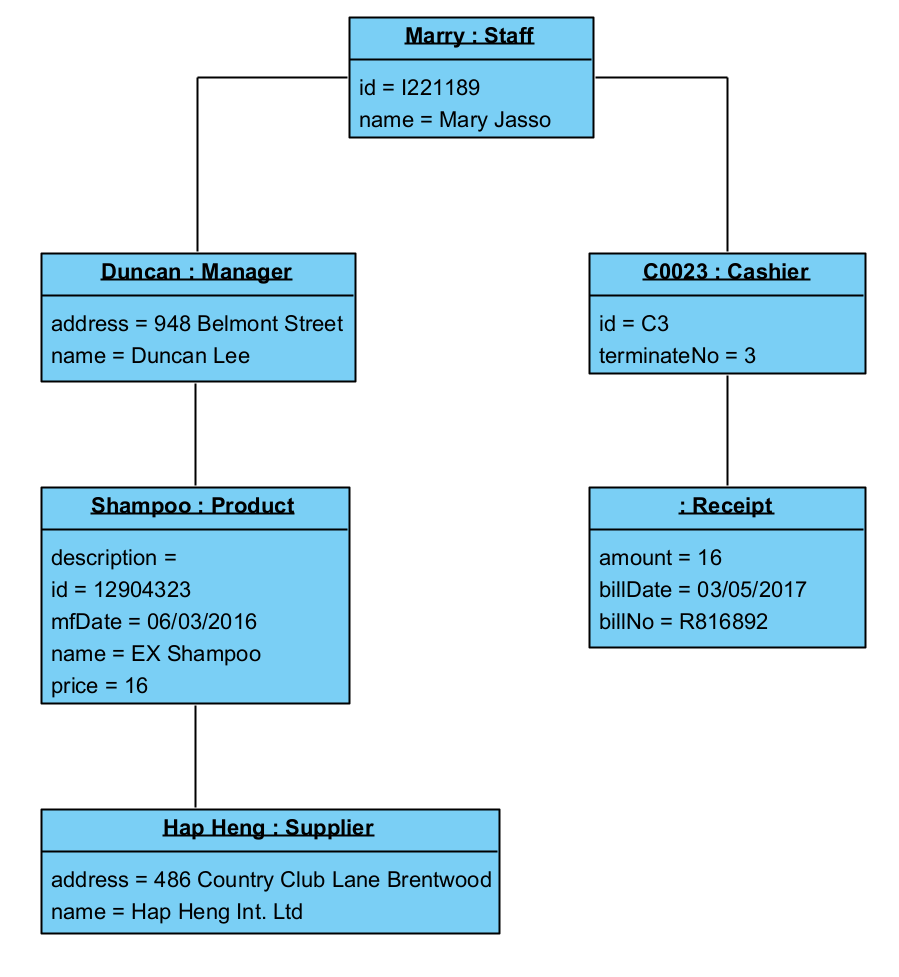 Marry : Staff
id = I221189
name = Mary Jasso
Duncan : Manager
address = 948 Belmont Street
name = Duncan Lee
C0023 : Cashier
id = C3
terminateNo = 3
Shampoo : Product
description =
id = 12904323
mfDate = 06/03/2016
name = EX Shampoo
price = 16
: Receipt
amount = 16
billDate = 03/05/2017
billNo = R816892
Hap Heng : Supplier
address = 486 Country Club Lane Brentwood
name = Hap Heng Int. Ltd